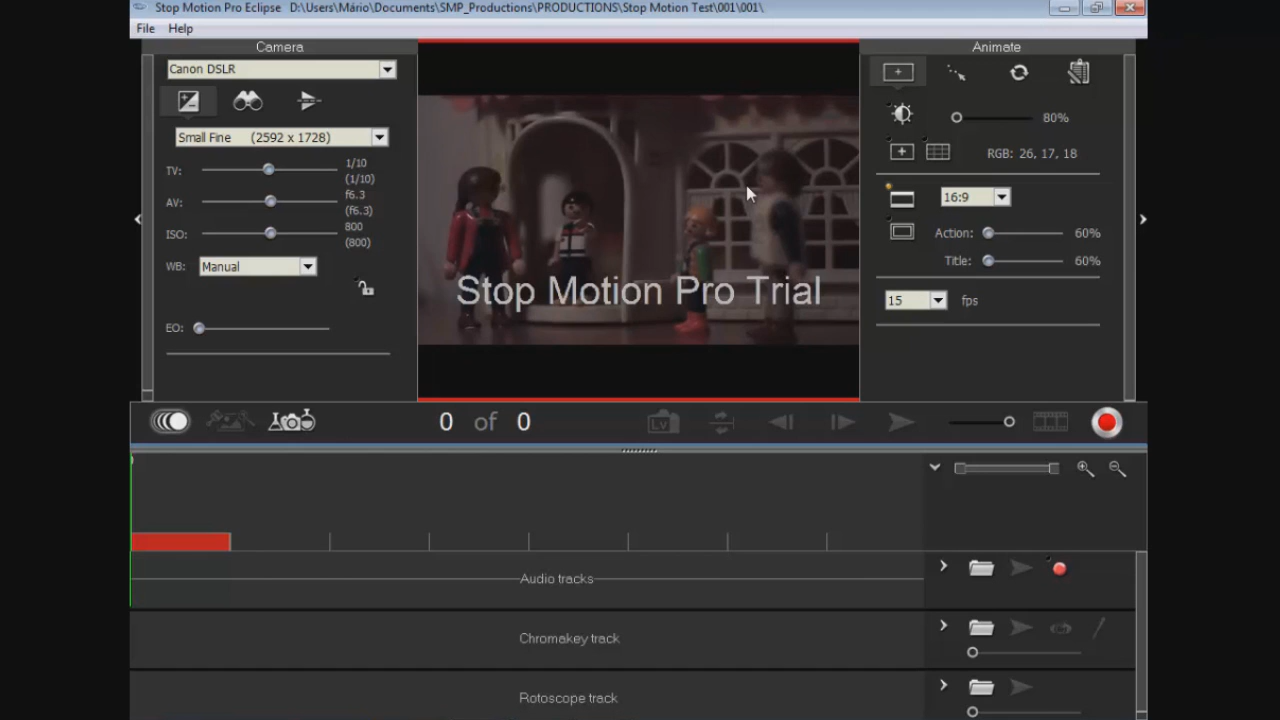 Stop Motion Pro Eclipse D:\Users\Mário\Documents\SMP_Productions\PRODUCTIONS\Stop Motion Test\001\001\
File Help
Camera
Animate
Canon DSLR
Small Fine (2592 x 1728)
80%
TV:
1/10
(1/10)
RGB: 26, 17, 18
AV:
f6.3
(f6.3)
16:9
ISO:
800
(800)
Action:
60%
WB:
Manual
Title:
60%
Stop Motion Pro Trial
15
fps
EO:
0 of 0
Lv
Audio tracks
Chromakey track
Rotoscope track